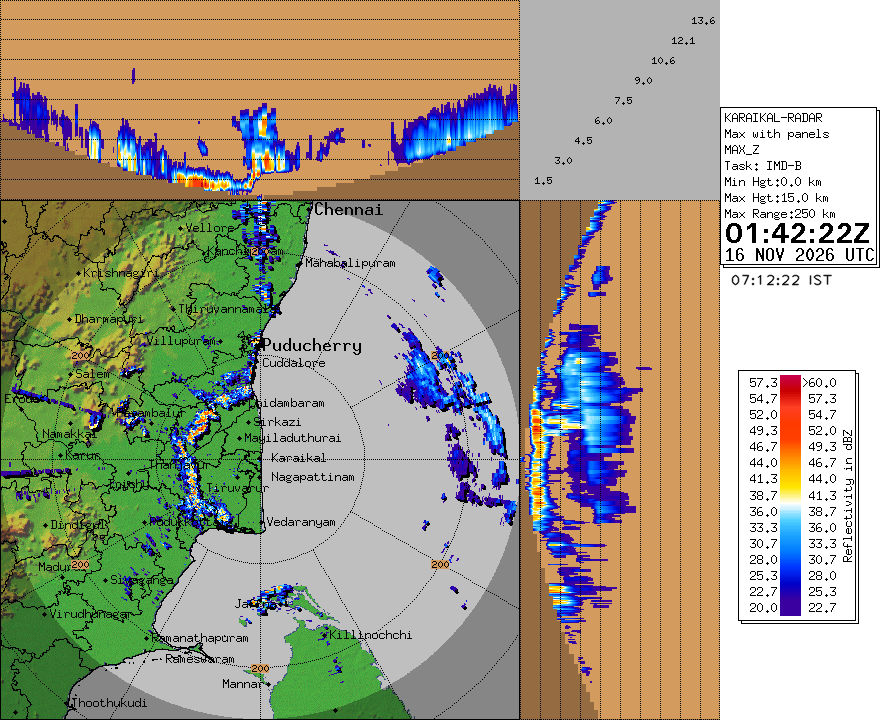 13.6
12.1
10.6
9.0
7.5
6.0
4.5
3.0
1.5
KARAIKAL-RADAR
Max with panels
MAX_Z
Task: IMD-B
Min Hgt:0.0 km
Max Hgt:15.0 km
Max Range:250 km
01:42:22Z
16 NOV 2026 UTC
07:12:22 IST
Chennai
Vellore
Mahabalipuram
Krishnagiri
Thiruvannamalai
Dharmapuri
Villupuram
Puducherry
200
200
Cuddalore
Salem
Chidambaram
Perambalur
Sirkazi
Namakkal
Mayiladuthurai
Karur
Karaikal
Thanjavur
Nagapattinam
Tiruvarur
Vedaranyam
Dindigul
200
200
Sivaganga
Virudhunagar
Ramanathapuram
Killinochchi
Rameswaram
200
Mannar
Thoothukudi
57.3 >60.0
54.7 57.3
52.0 54.7
49.3 52.0
46.7 49.3
44.0 46.7
41.3 44.0
38.7 41.3
36.0 38.7
33.3 36.0
30.7 33.3
28.0 30.7
25.3 28.0
22.7 25.3
20.0 22.7
Reflectivity in dBZ